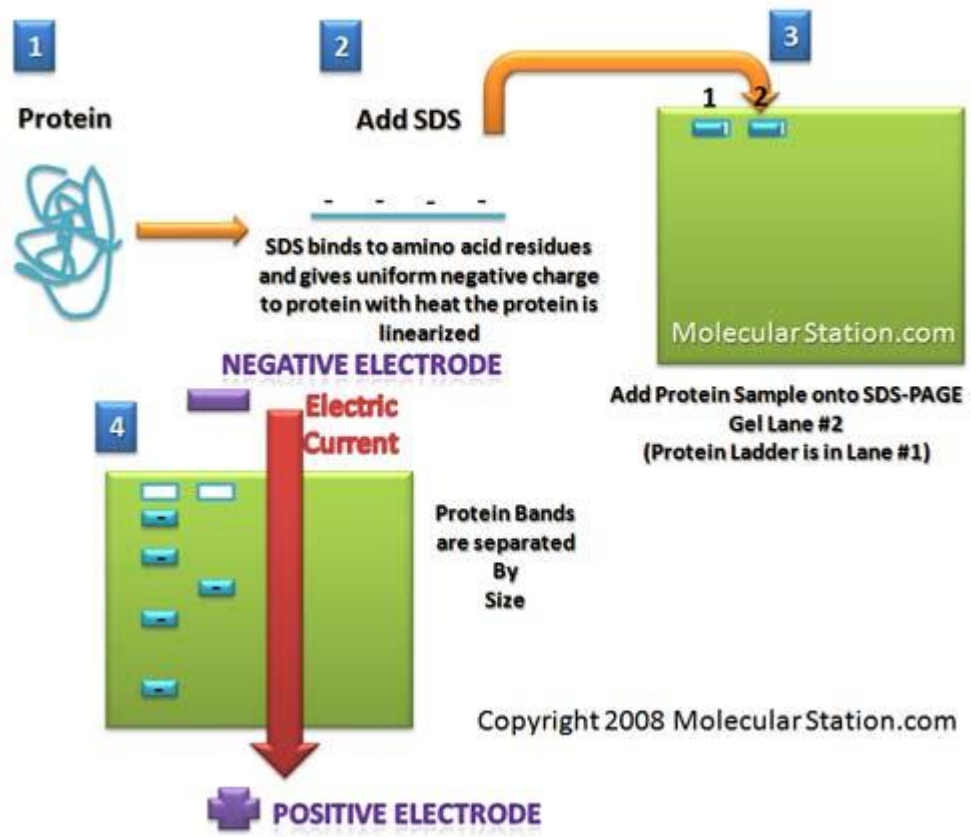 1
Protein
2
Add SDS
- - - -
SDS binds to amino acid residues
and gives uniform negative charge
to protein with heat the protein is
linearized
3
1 2
MolecularStation.com
Add Protein Sample onto SDS-PAGE
Gel Lane #2
(Protein Ladder is in Lane #1)
NEGATIVE ELECTRODE
4
Electric
Current
Protein Bands
are separated
By
Size
Copyright 2008 MolecularStation.com
POSITIVE ELECTRODE